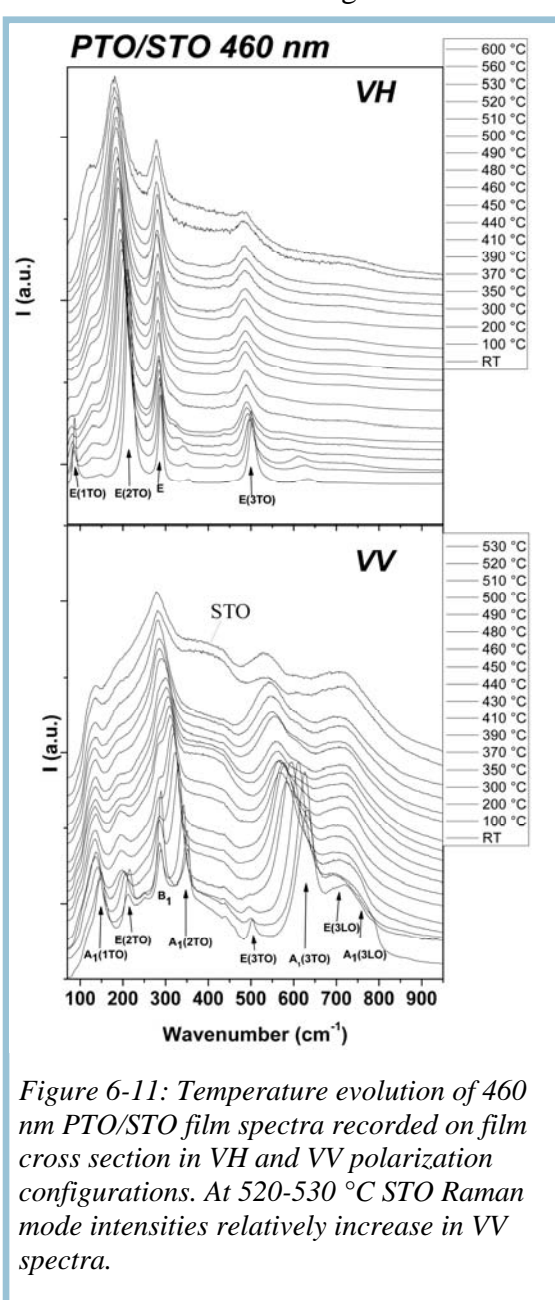 PTO/STO 460 nm
VH
600 °C
560 °C
530 °C
520 °C
510 °C
500 °C
490 °C
480 °C
460 °C
450 °C
440 °C
410 °C
390 °C
370 °C
350 °C
300 °C
200 °C
100 °C
RT
I (a.u.)
E(1TO)
E(2TO)
E
E(3TO)
VV
STO
530 °C
520 °C
510 °C
500 °C
490 °C
480 °C
460 °C
450 °C
440 °C
430 °C
410 °C
390 °C
370 °C
350 °C
300 °C
200 °C
100 °C
RT
I (a.u.)
A₁(1TO)
E(2TO)
B₁
A₁(2TO)
E(3TO)
A₁(3TO)
E(3LO)
A₁(3LO)
100 200 300 400 500 600 700 800 900
Wavenumber (cm⁻¹)
Figure 6-11: Temperature evolution of 460
nm PTO/STO film spectra recorded on film
cross section in VH and VV polarization
configurations. At 520-530 °C STO Raman
mode intensities relatively increase in VV
spectra.